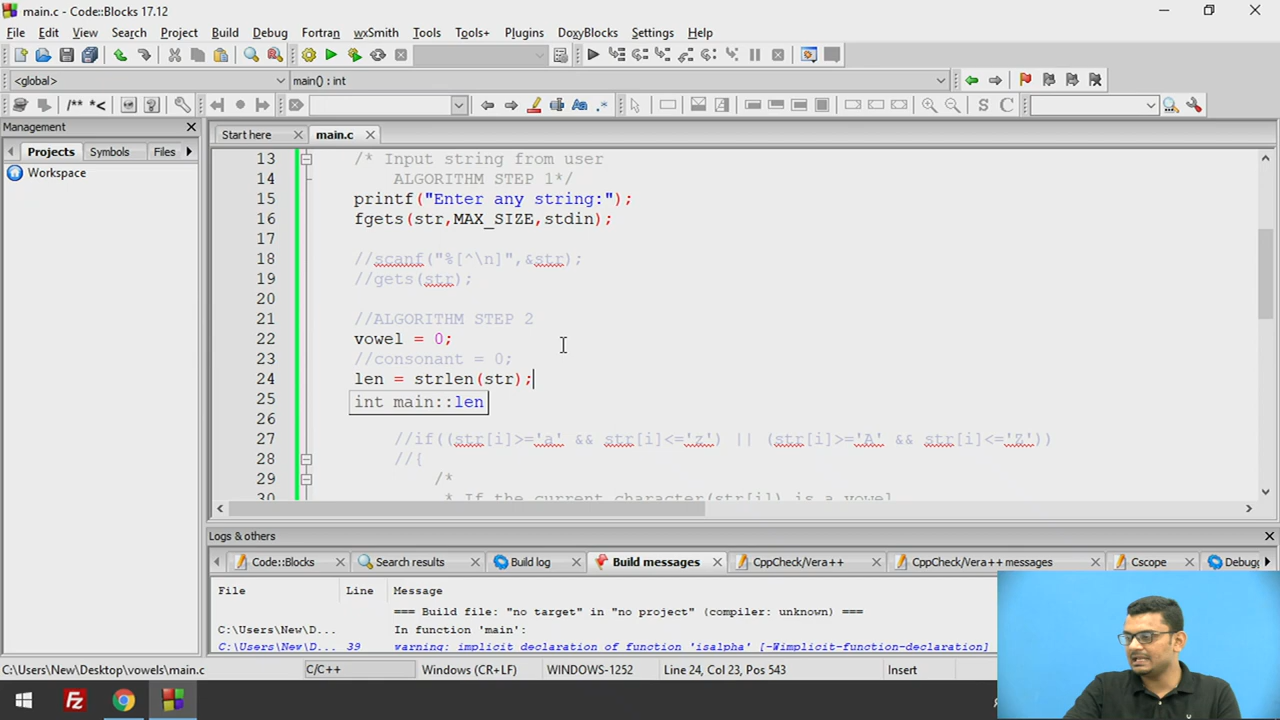 main.c - Code::Blocks 17.12
File Edit View Search Project Build Debug Fortran wxSmith Tools Tools+ Plugins DoxyBlocks Settings Help
<global> main() : int
/** *<
Management
Start here main.c
Projects Symbols Files
Workspace
13 /* Input string from user
14 ALGORITHM STEP 1*/
15 printf("Enter any string:");
16 fgets(str,MAX_SIZE,stdin);
17
18 //scanf("%[^\n]",&str);
19 //gets(str);
20
21 //ALGORITHM STEP 2
22 vowel = 0;
23 //consonant = 0;
24 len = strlen(str);
25 int main::len
26
27 //if((str[i]>='a' && str[i]<='z') || (str[i]>='A' && str[i]<='Z'))
28 //{
29 /*
30 * If the current character(str[i]) is a vowel
Logs & others
Code::Blocks Search results Build log Build messages CppCheck/Vera++ CppCheck/Vera++ messages Cscope Debug
File Line Message
=== Build file: "no target" in "no project" (compiler: unknown) ===
C:\Users\New\D... In function 'main':
C:\Users\New\D... 39 warning: implicit declaration of function 'isalpha' [-Wimplicit-function-declaration]
C:\Users\New\Desktop\vowels\main.c C/C++ Windows (CR+LF) WINDOWS-1252 Line 24, Col 23, Pos 543 Insert